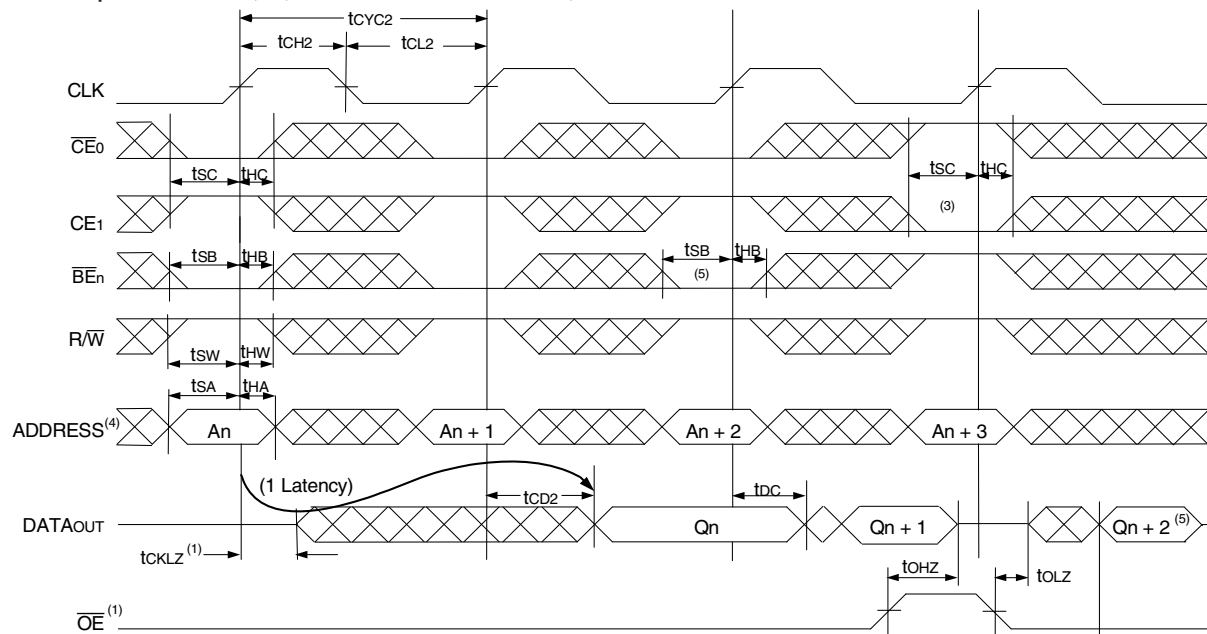 tCYC2
tCH2 tCL2
CLK
CE0
tSC tHC tSC tHC
CE1 (3)
tSB tHB tSB tHB
BEn (5)
R/W
tSW tHW
tSA tHA
ADDRESS(4) An An + 1 An + 2 An + 3
(1 Latency) tCD2 tDC
DATAOUT Qn Qn + 1 Qn + 2 (5)
tCKLZ (1) tOHZ tOLZ
OE (1)